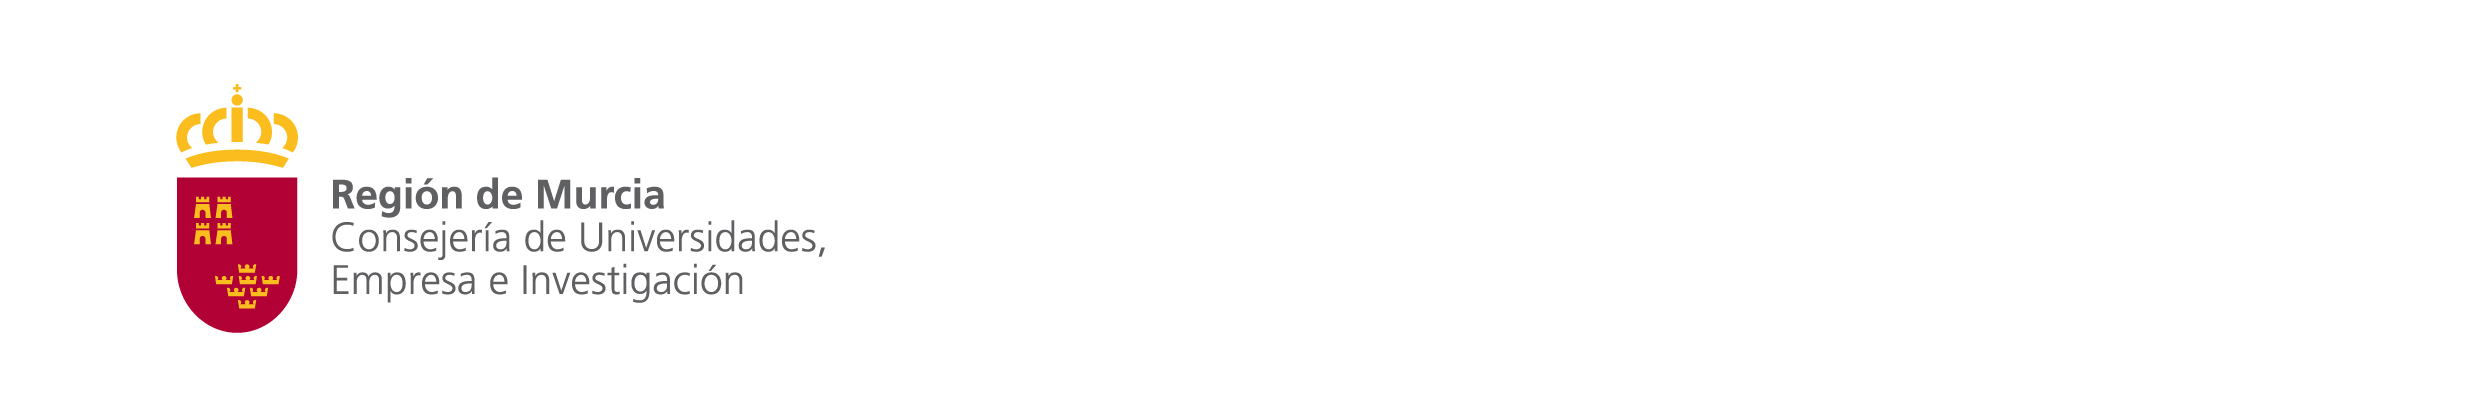 Región de Murcia
Consejería de Universidades,
Empresa e Investigación